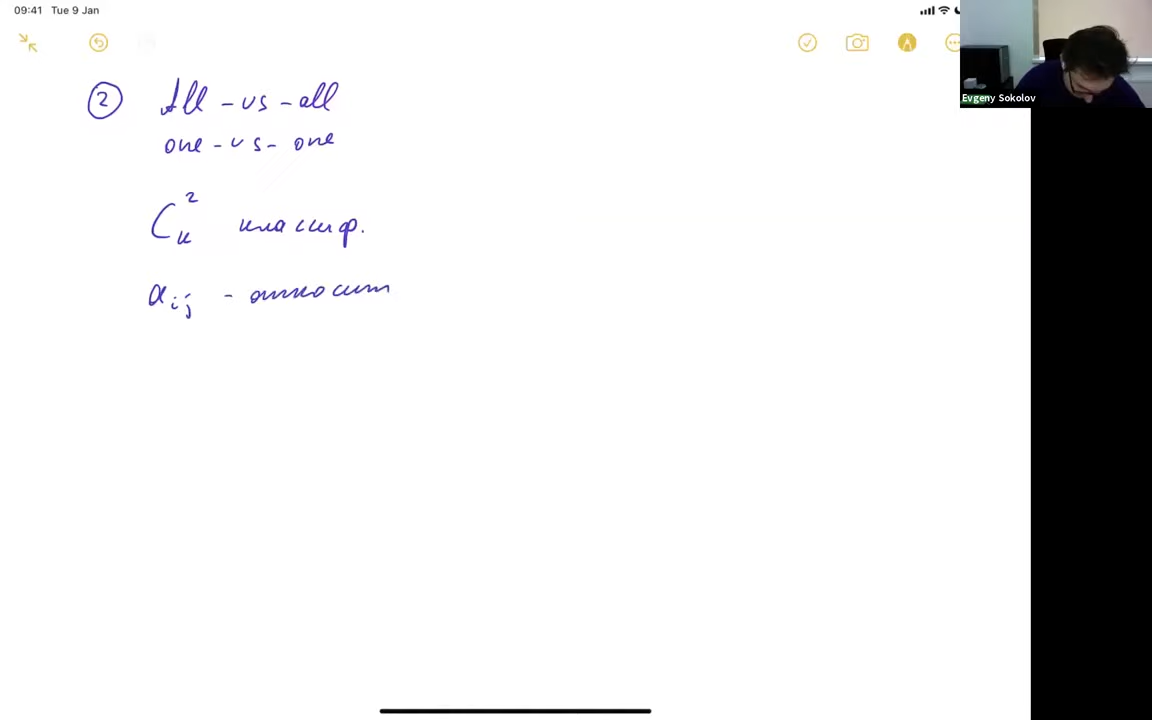 09:41 Tue 9 Jan
② All-vs-all
one-vs-one
C_K^2 классиф.
a_ij - относит
Evgeny Sokolov